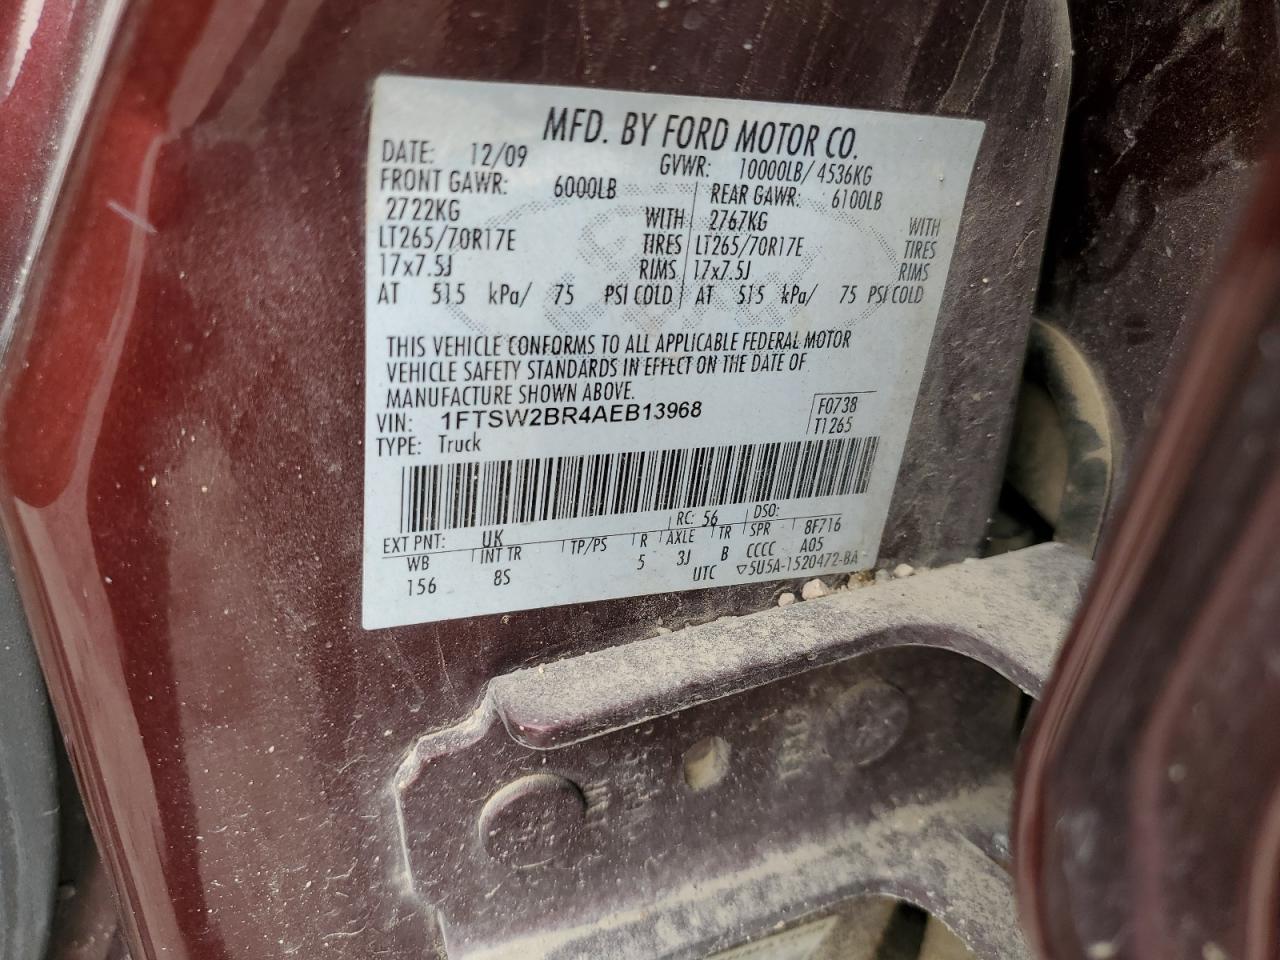 MFD. BY FORD MOTOR CO.
DATE: 12/09 GVWR: 10000LB/ 4536KG
FRONT GAWR: 6000LB REAR GAWR: 6100LB
2722KG WITH 2767KG WITH
LT265/70R17E TIRES LT265/70R17E TIRES
17x7.5J RIMS 17x7.5J RIMS
AT 515 kPa/ 75 PSI COLD AT 515 kPa/ 75 PSI COLD
THIS VEHICLE CONFORMS TO ALL APPLICABLE FEDERAL MOTOR
VEHICLE SAFETY STANDARDS IN EFFECT ON THE DATE OF
MANUFACTURE SHOWN ABOVE.
VIN: 1FTSW2BR4AEB13968 F0738
TYPE: Truck T1265
EXT PNT: UK RC: 56 DSO:
WB INT TR TP/PS R AXLE TR SPR 8F716
156 8S 5 3J B CCCC A05
UTC ▽5U5A-1520472-BA